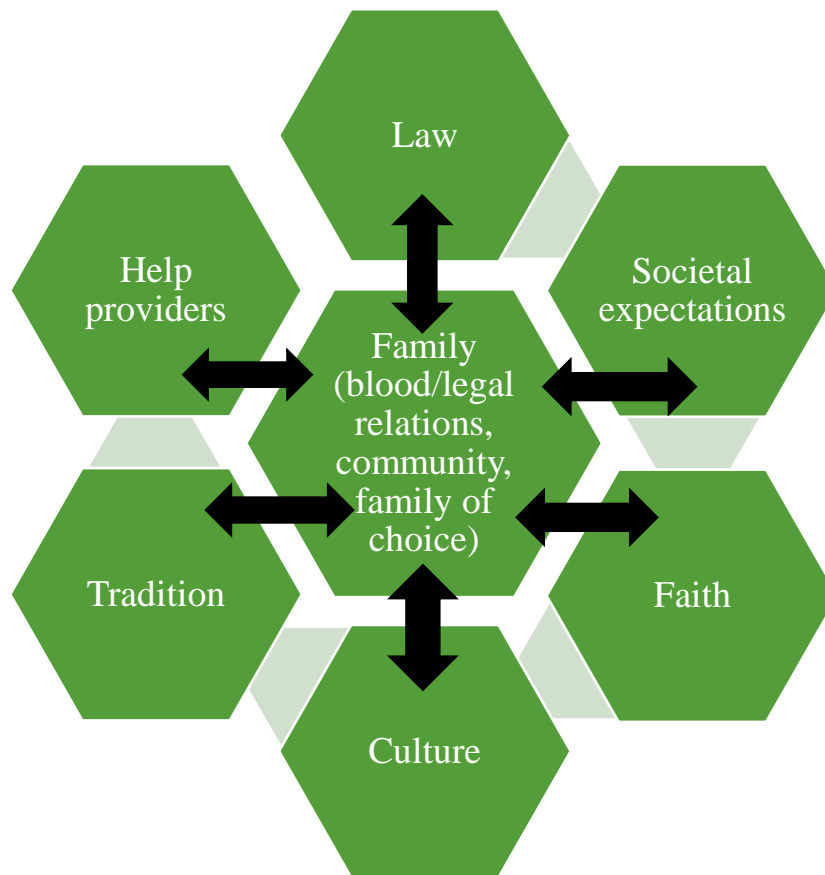 Law
Help
providers
Societal
expectations
Family
(blood/legal
relations,
community,
family of
choice)
Tradition
Faith
Culture